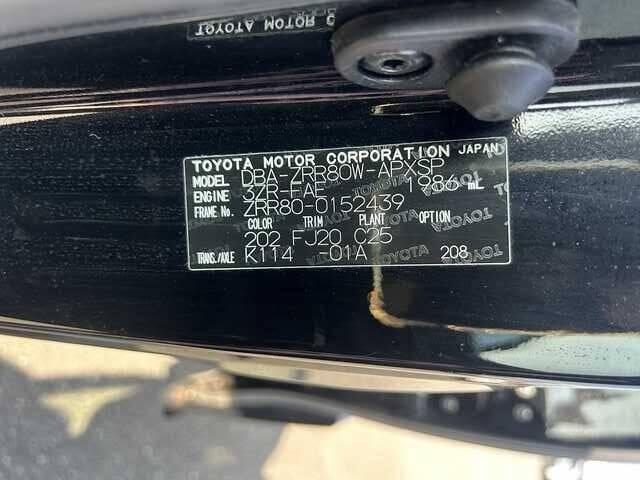 TOYOTA MOTOR CORPORATION JAPAN
MODEL DBA-ZRR80W-APXSP
ENGINE 3ZR-FAE 1986 mL
FRAME No. ZRR80-0152439
COLOR TRIM PLANT OPTION
202 FJ20 C25
TRANS./AXLE K114 -01A 208